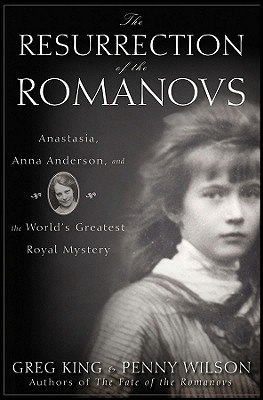 The
RESURRECTION
of the
ROMANOVS
Anastasia,
Anna Anderson, and
the World's Greatest
Royal Mystery
GREG KING & PENNY WILSON
Authors of The Fate of the Romanovs